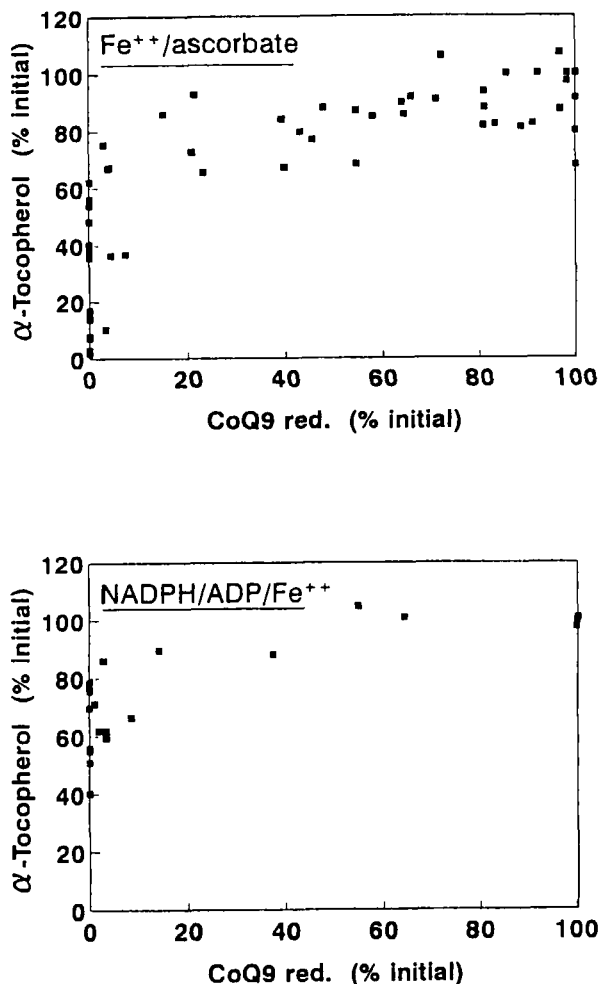 Fe⁺⁺/ascorbate
α-Tocopherol (% initial)
120
100
80
60
40
20
0
0 20 40 60 80 100
CoQ9 red. (% initial)
NADPH/ADP/Fe⁺⁺
α-Tocopherol (% initial)
120
100
80
60
40
20
0
0 20 40 60 80 100
CoQ9 red. (% initial)